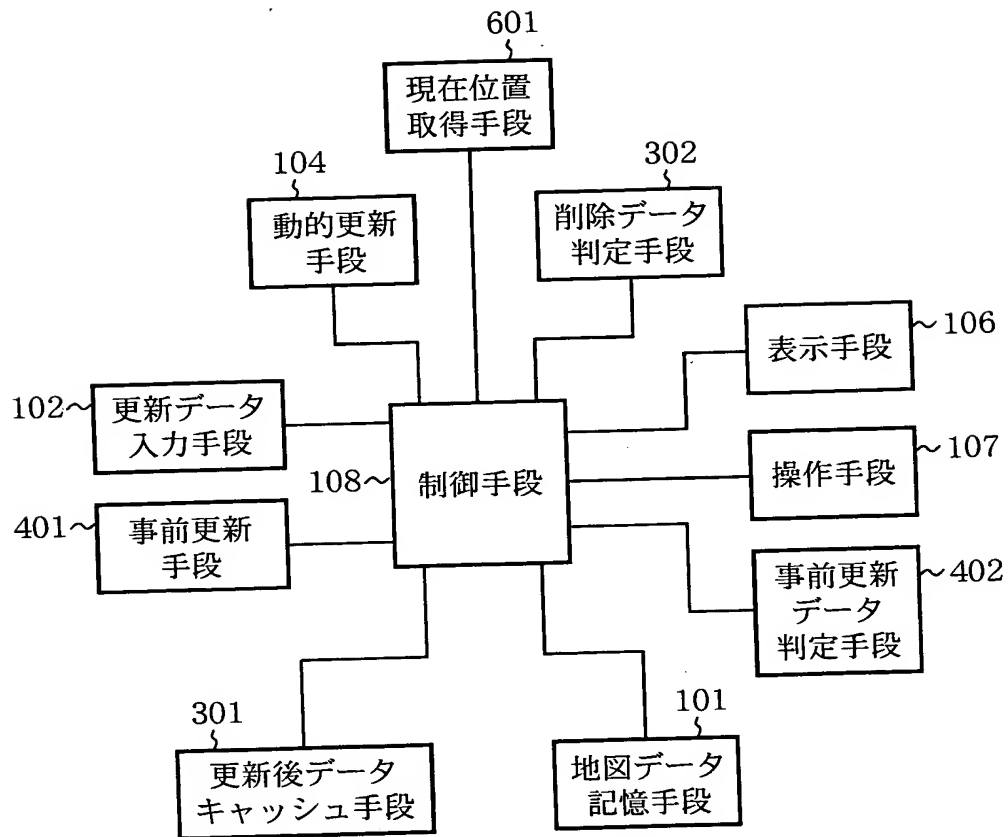 601
現在位置
取得手段
104
動的更新
手段
302
削除データ
判定手段
106
表示手段
102
更新データ
入力手段
108
制御手段
107
操作手段
401
事前更新
手段
402
事前更新
データ
判定手段
301
更新後データ
キャッシュ手段
101
地図データ
記憶手段